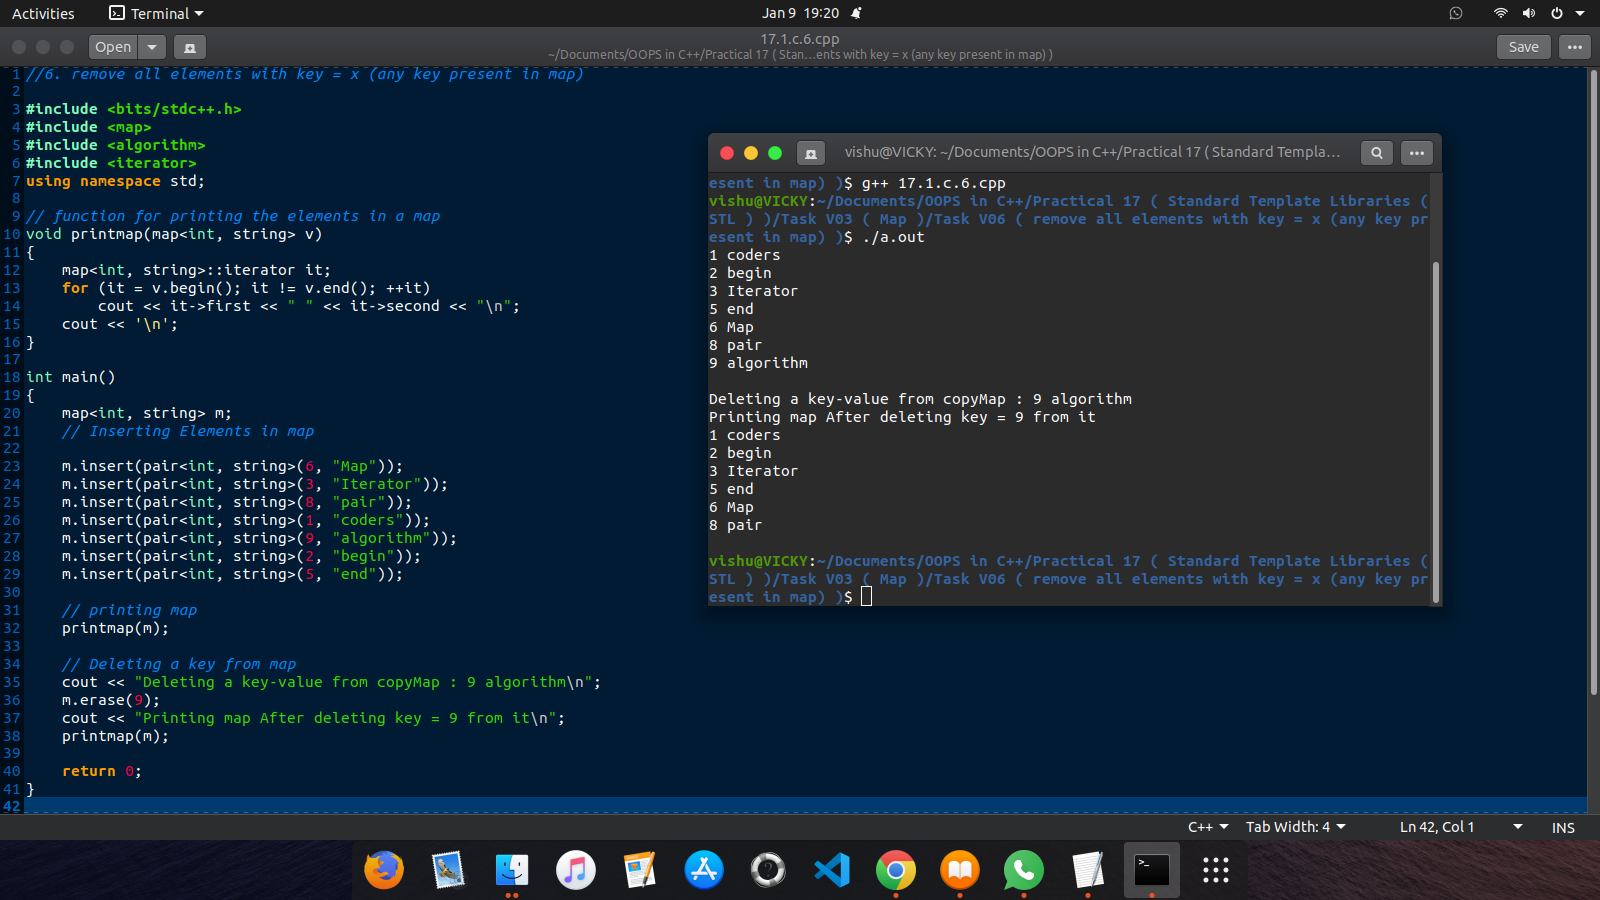 Activities Terminal Jan 9 19:20
Open 17.1.c.6.cpp Save
~/Documents/OOPS in C++/Practical 17 ( Stan…ents with key = x (any key present in map) )
1 //6. remove all elements with key = x (any key present in map)
2
3 #include <bits/stdc++.h>
4 #include <map>
5 #include <algorithm>
6 #include <iterator>
7 using namespace std;
8
9 // function for printing the elements in a map
10 void printmap(map<int, string> v)
11 {
12     map<int, string>::iterator it;
13     for (it = v.begin(); it != v.end(); ++it)
14         cout << it->first << " " << it->second << "\n";
15     cout << '\n';
16 }
17
18 int main()
19 {
20     map<int, string> m;
21     // Inserting Elements in map
22
23     m.insert(pair<int, string>(6, "Map"));
24     m.insert(pair<int, string>(3, "Iterator"));
25     m.insert(pair<int, string>(8, "pair"));
26     m.insert(pair<int, string>(1, "coders"));
27     m.insert(pair<int, string>(9, "algorithm"));
28     m.insert(pair<int, string>(2, "begin"));
29     m.insert(pair<int, string>(5, "end"));
30
31     // printing map
32     printmap(m);
33
34     // Deleting a key from map
35     cout << "Deleting a key-value from copyMap : 9 algorithm\n";
36     m.erase(9);
37     cout << "Printing map After deleting key = 9 from it\n";
38     printmap(m);
39
40     return 0;
41 }
42
vishu@VICKY: ~/Documents/OOPS in C++/Practical 17 ( Standard Templa…
esent in map) )$ g++ 17.1.c.6.cpp
vishu@VICKY:~/Documents/OOPS in C++/Practical 17 ( Standard Template Libraries (
STL ) )/Task V03 ( Map )/Task V06 ( remove all elements with key = x (any key pr
esent in map) )$ ./a.out
1 coders
2 begin
3 Iterator
5 end
6 Map
8 pair
9 algorithm

Deleting a key-value from copyMap : 9 algorithm
Printing map After deleting key = 9 from it
1 coders
2 begin
3 Iterator
5 end
6 Map
8 pair

vishu@VICKY:~/Documents/OOPS in C++/Practical 17 ( Standard Template Libraries (
STL ) )/Task V03 ( Map )/Task V06 ( remove all elements with key = x (any key pr
esent in map) )$
C++ Tab Width: 4 Ln 42, Col 1 INS